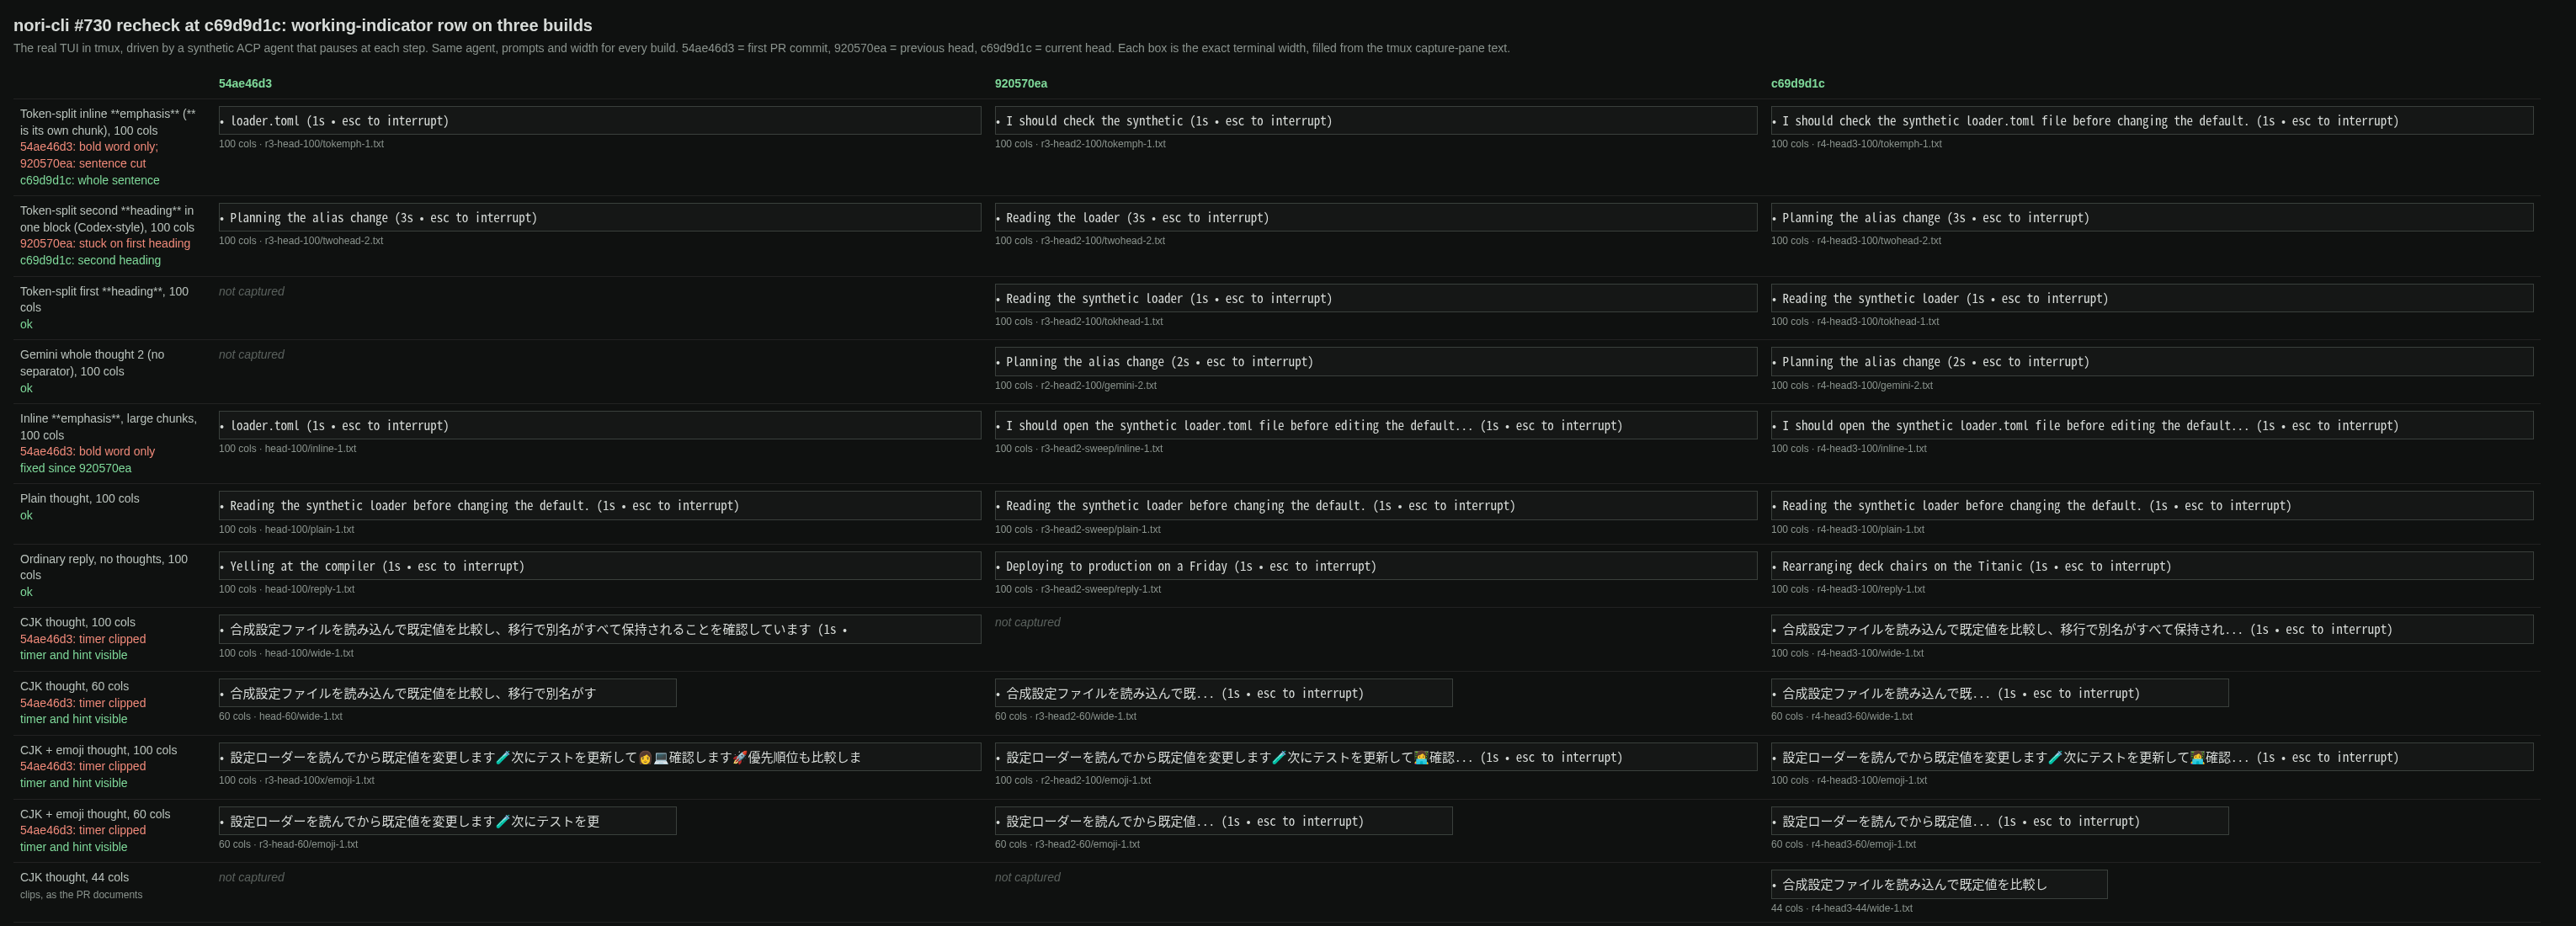 nori-cli #730 recheck at c69d9d1c: working-indicator row on three builds
The real TUI in tmux, driven by a synthetic ACP agent that pauses at each step. Same agent, prompts and width for every build. 54ae46d3 = first PR commit, 920570ea = previous head, c69d9d1c = current head. Each box is the exact terminal width, filled from the tmux capture-pane text.
54ae46d3
920570ea
c69d9d1c
Token-split inline **emphasis** (**
is its own chunk), 100 cols
54ae46d3: bold word only;
920570ea: sentence cut
c69d9d1c: whole sentence
• loader.toml (1s • esc to interrupt)
100 cols · r3-head-100/tokemph-1.txt
• I should check the synthetic (1s • esc to interrupt)
100 cols · r3-head2-100/tokemph-1.txt
• I should check the synthetic loader.toml file before changing the default. (1s • esc to interrupt)
100 cols · r4-head3-100/tokemph-1.txt
Token-split second **heading** in
one block (Codex-style), 100 cols
920570ea: stuck on first heading
c69d9d1c: second heading
• Planning the alias change (3s • esc to interrupt)
100 cols · r3-head-100/twohead-2.txt
• Reading the loader (3s • esc to interrupt)
100 cols · r3-head2-100/twohead-2.txt
• Planning the alias change (3s • esc to interrupt)
100 cols · r4-head3-100/twohead-2.txt
Token-split first **heading**, 100
cols
ok
not captured
• Reading the synthetic loader (1s • esc to interrupt)
100 cols · r3-head2-100/tokhead-1.txt
• Reading the synthetic loader (1s • esc to interrupt)
100 cols · r4-head3-100/tokhead-1.txt
Gemini whole thought 2 (no
separator), 100 cols
ok
not captured
• Planning the alias change (2s • esc to interrupt)
100 cols · r2-head2-100/gemini-2.txt
• Planning the alias change (2s • esc to interrupt)
100 cols · r4-head3-100/gemini-2.txt
Inline **emphasis**, large chunks,
100 cols
54ae46d3: bold word only
fixed since 920570ea
• loader.toml (1s • esc to interrupt)
100 cols · head-100/inline-1.txt
• I should open the synthetic loader.toml file before editing the default... (1s • esc to interrupt)
100 cols · r3-head2-sweep/inline-1.txt
• I should open the synthetic loader.toml file before editing the default... (1s • esc to interrupt)
100 cols · r4-head3-100/inline-1.txt
Plain thought, 100 cols
ok
• Reading the synthetic loader before changing the default. (1s • esc to interrupt)
100 cols · head-100/plain-1.txt
• Reading the synthetic loader before changing the default. (1s • esc to interrupt)
100 cols · r3-head2-sweep/plain-1.txt
• Reading the synthetic loader before changing the default. (1s • esc to interrupt)
100 cols · r4-head3-100/plain-1.txt
Ordinary reply, no thoughts, 100
cols
ok
• Yelling at the compiler (1s • esc to interrupt)
100 cols · head-100/reply-1.txt
• Deploying to production on a Friday (1s • esc to interrupt)
100 cols · r3-head2-sweep/reply-1.txt
• Rearranging deck chairs on the Titanic (1s • esc to interrupt)
100 cols · r4-head3-100/reply-1.txt
CJK thought, 100 cols
54ae46d3: timer clipped
timer and hint visible
• 合成設定ファイルを読み込んで既定値を比較し、移行で別名がすべて保持されることを確認しています (1s •
100 cols · head-100/wide-1.txt
not captured
• 合成設定ファイルを読み込んで既定値を比較し、移行で別名がすべて保持され... (1s • esc to interrupt)
100 cols · r4-head3-100/wide-1.txt
CJK thought, 60 cols
54ae46d3: timer clipped
timer and hint visible
• 合成設定ファイルを読み込んで既定値を比較し、移行で別名がす
60 cols · head-60/wide-1.txt
• 合成設定ファイルを読み込んで既... (1s • esc to interrupt)
60 cols · r3-head2-60/wide-1.txt
• 合成設定ファイルを読み込んで既... (1s • esc to interrupt)
60 cols · r4-head3-60/wide-1.txt
CJK + emoji thought, 100 cols
54ae46d3: timer clipped
timer and hint visible
• 設定ローダーを読んでから既定値を変更します🧪次にテストを更新して👩💻確認します🚀優先順位も比較しま
100 cols · r3-head-100x/emoji-1.txt
• 設定ローダーを読んでから既定値を変更します🧪次にテストを更新して👩‍💻確認... (1s • esc to interrupt)
100 cols · r2-head2-100/emoji-1.txt
• 設定ローダーを読んでから既定値を変更します🧪次にテストを更新して👩‍💻確認... (1s • esc to interrupt)
100 cols · r4-head3-100/emoji-1.txt
CJK + emoji thought, 60 cols
54ae46d3: timer clipped
timer and hint visible
• 設定ローダーを読んでから既定値を変更します🧪次にテストを更
60 cols · r3-head-60/emoji-1.txt
• 設定ローダーを読んでから既定値... (1s • esc to interrupt)
60 cols · r3-head2-60/emoji-1.txt
• 設定ローダーを読んでから既定値... (1s • esc to interrupt)
60 cols · r4-head3-60/emoji-1.txt
CJK thought, 44 cols
clips, as the PR documents
not captured
not captured
• 合成設定ファイルを読み込んで既定値を比較し
44 cols · r4-head3-44/wide-1.txt